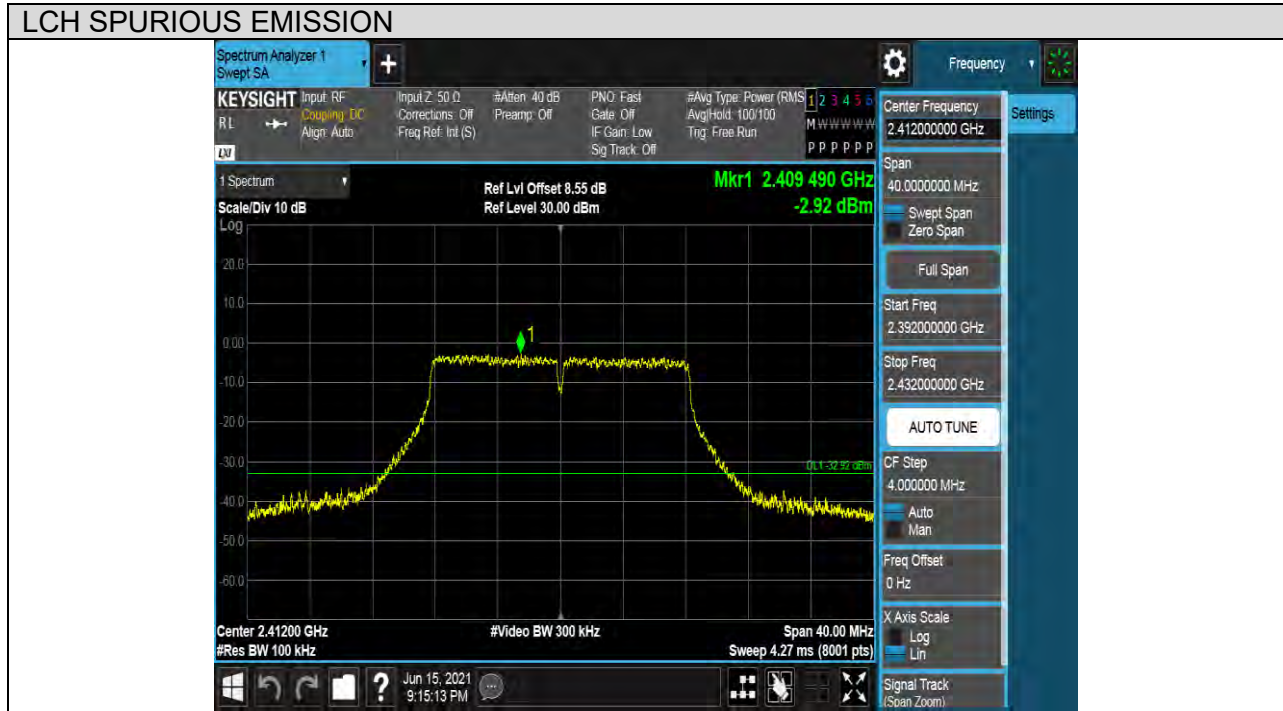 LCH SPURIOUS EMISSION
Spectrum Analyzer 1
Swept SA
+
Frequency
KEYSIGHT
RL
LXI
Input: RF
Coupling: DC
Align: Auto
Input Z: 50 Ω
Corrections: Off
Freq Ref: Int (S)
#Atten: 40 dB
Preamp: Off
PNO: Fast
Gate: Off
IF Gain: Low
Sig Track: Off
#Avg Type: Power (RMS
Avg|Hold: 100/100
Trig: Free Run
1 2 3 4 5 6
M W W W W W
P P P P P P
Settings
1 Spectrum
Scale/Div 10 dB
Log
Ref Lvl Offset 8.55 dB
Ref Level 30.00 dBm
Mkr1 2.409 490 GHz
-2.92 dBm
20.0
10.0
0.00
-10.0
-20.0
-30.0
-40.0
-50.0
-60.0
1
DL1 -32.92 dBm
Center 2.41200 GHz
#Res BW 100 kHz
#Video BW 300 kHz
Span 40.00 MHz
Sweep 4.27 ms (8001 pts)
Center Frequency
2.412000000 GHz
Span
40.0000000 MHz
Swept Span
Zero Span
Full Span
Start Freq
2.392000000 GHz
Stop Freq
2.432000000 GHz
AUTO TUNE
CF Step
4.000000 MHz
Auto
Man
Freq Offset
0 Hz
X Axis Scale
Log
Lin
Signal Track
(Span Zoom)
?
Jun 15, 2021
9:15:13 PM